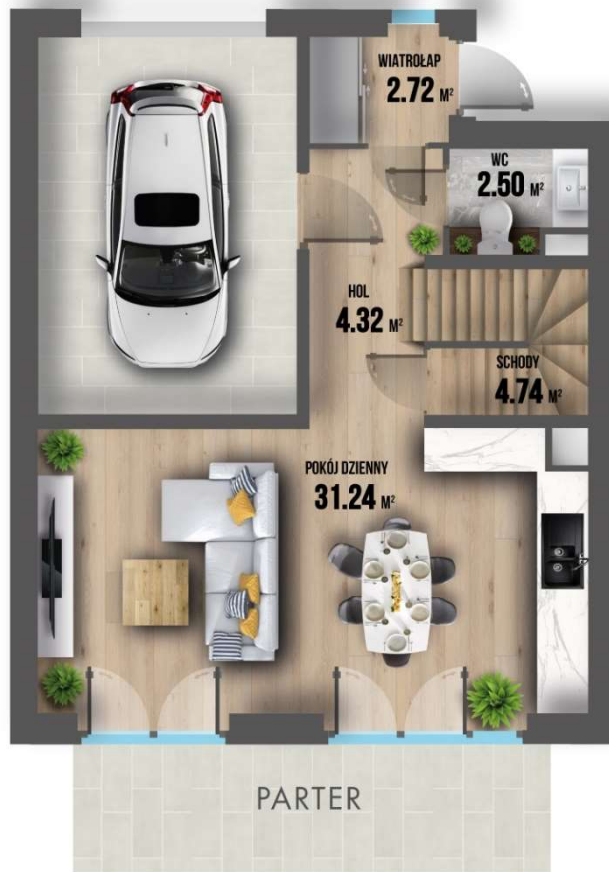 WIATROŁAP
2.72 M²
WC
2.50 M²
HOL
4.32 M²
SCHODY
4.74 M²
POKÓJ DZIENNY
31.24 M²
PARTER